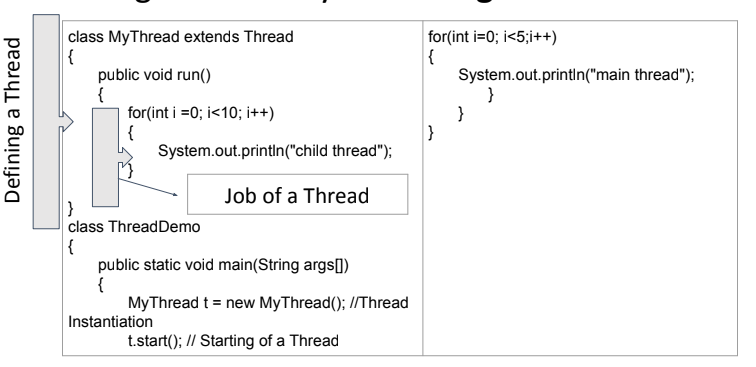 Defining a Thread
class MyThread extends Thread
{
public void run()
{
for(int i =0; i<10; i++)
{
System.out.println("child thread");
}
Job of a Thread
}
class ThreadDemo
{
public static void main(String args[])
{
MyThread t = new MyThread(); //Thread
Instantiation
t.start(); // Starting of a Thread
for(int i=0; i<5;i++)
{
System.out.println("main thread");
}
}
}